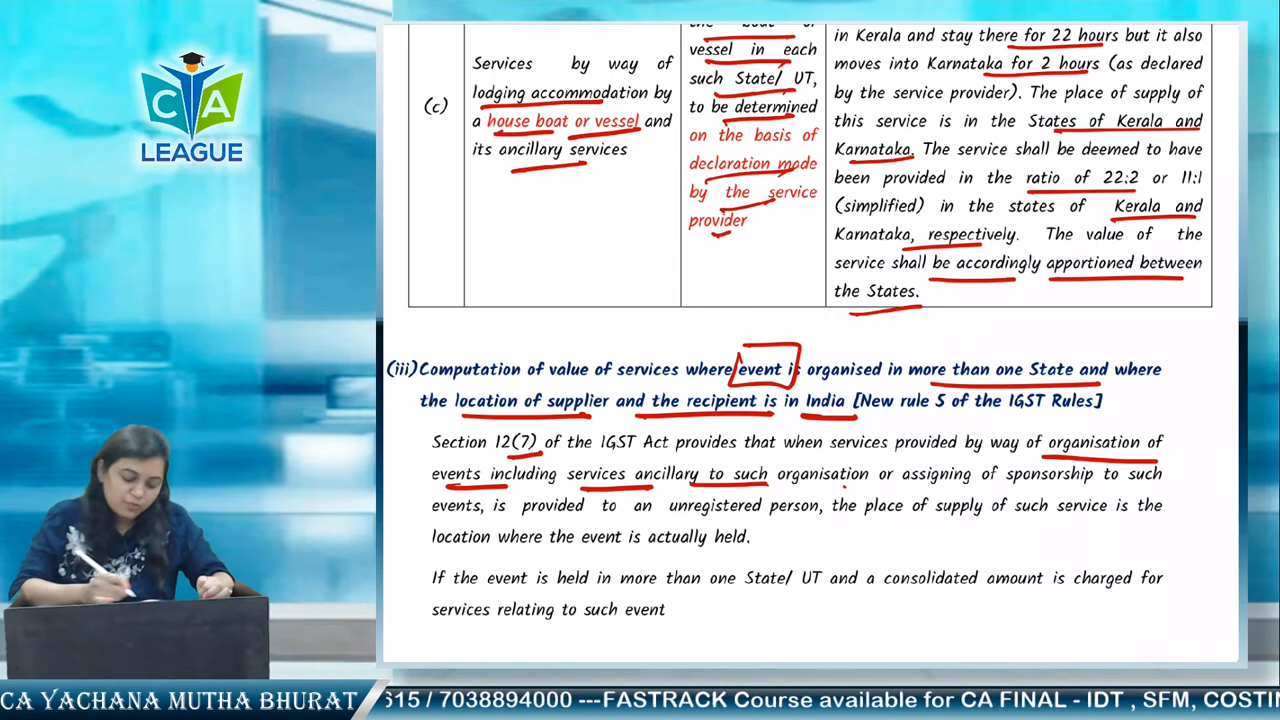 CA
LEAGUE
(c)
Services by way of
lodging accommodation by
a house boat or vessel and
its ancillary services
the boat or
vessel in each
such State/ UT,
to be determined
on the basis of
declaration made
by the service
provider
in Kerala and stay there for 22 hours but it also
moves into Karnataka for 2 hours (as declared
by the service provider). The place of supply of
this service is in the States of Kerala and
Karnataka. The service shall be deemed to have
been provided in the ratio of 22:2 or 11:1
(simplified) in the states of Kerala and
Karnataka, respectively. The value of the
service shall be accordingly apportioned between
the States.
(iii) Computation of value of services where event is organised in more than one State and where
the location of supplier and the recipient is in India [New rule 5 of the IGST Rules]
Section 12(7) of the IGST Act provides that when services provided by way of organisation of
events including services ancillary to such organisation or assigning of sponsorship to such
events, is provided to an unregistered person, the place of supply of such service is the
location where the event is actually held.
If the event is held in more than one State/ UT and a consolidated amount is charged for
services relating to such event
CA YACHANA MUTHA BHURAT
615 / 7038894000 ---FASTRACK Course available for CA FINAL - IDT , SFM, COSTI